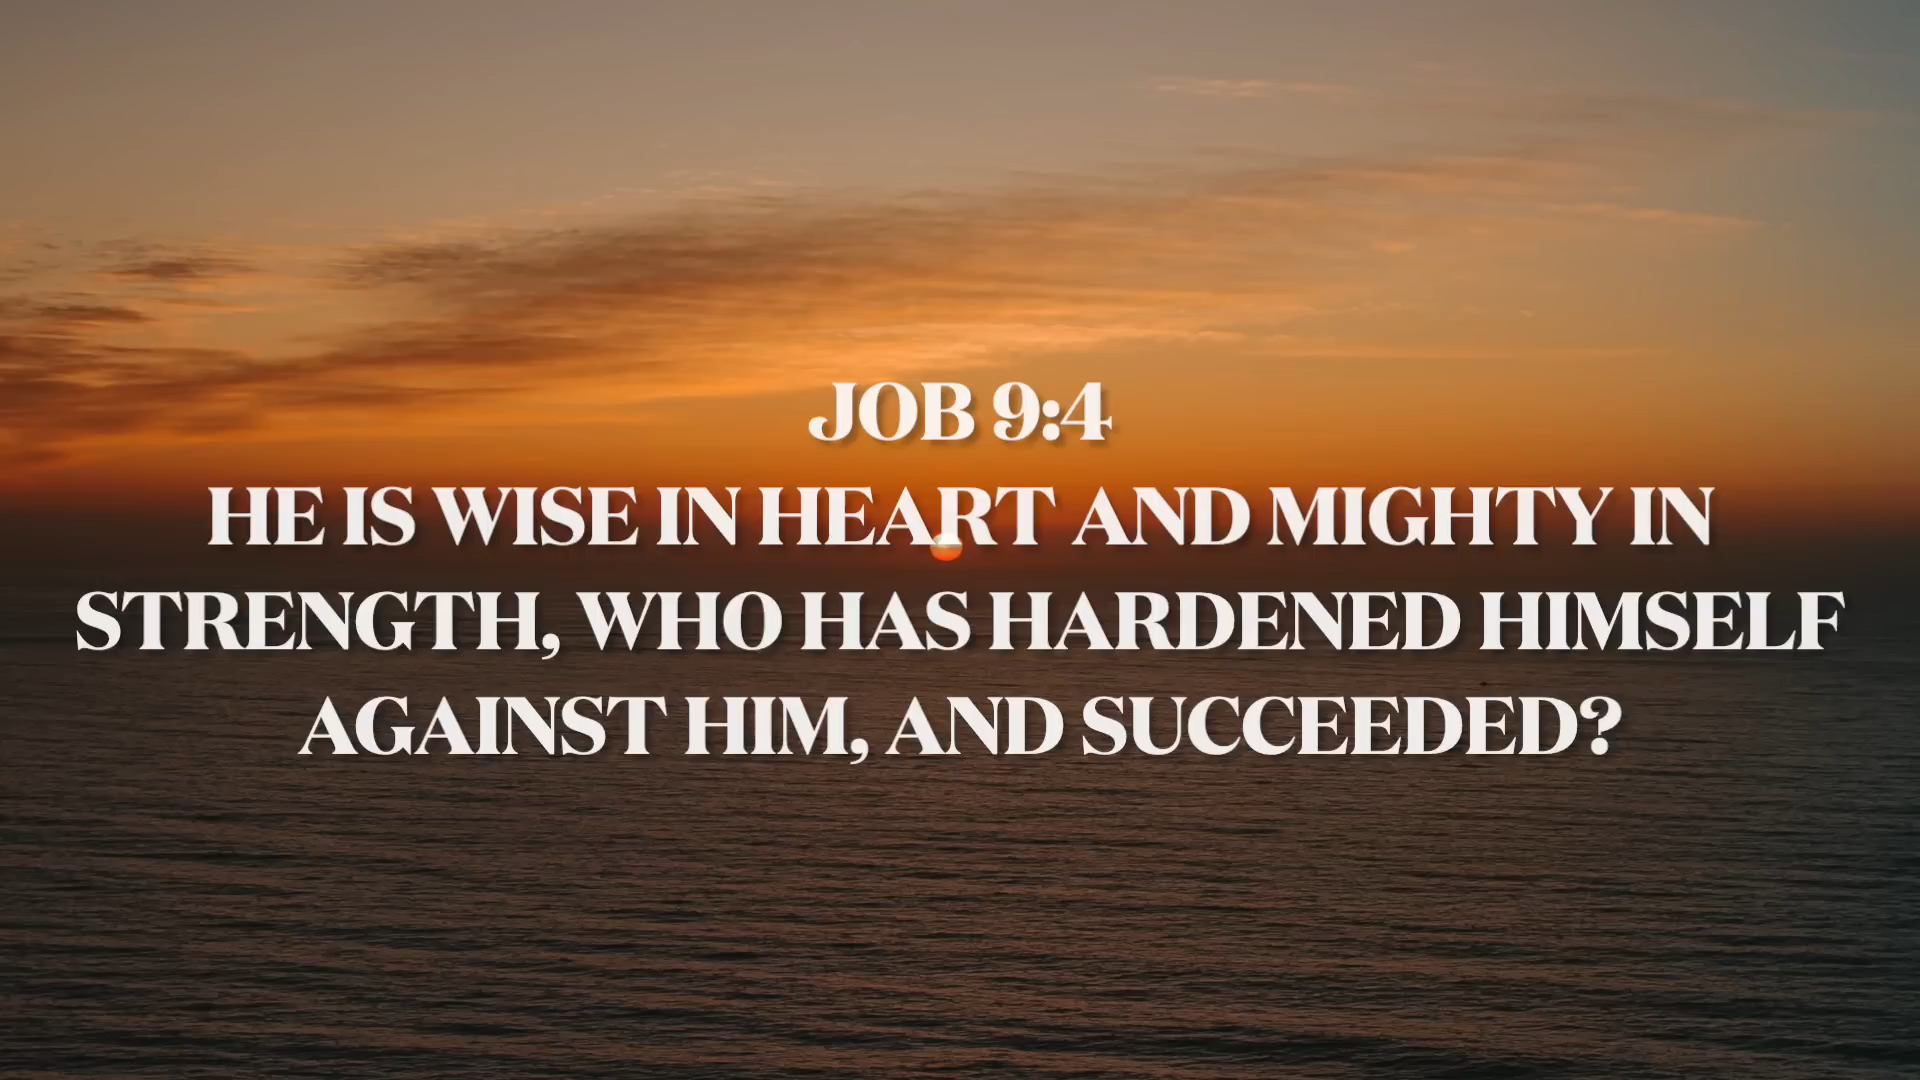 JOB 9:4
HE IS WISE IN HEART AND MIGHTY IN
STRENGTH, WHO HAS HARDENED HIMSELF
AGAINST HIM, AND SUCCEEDED?